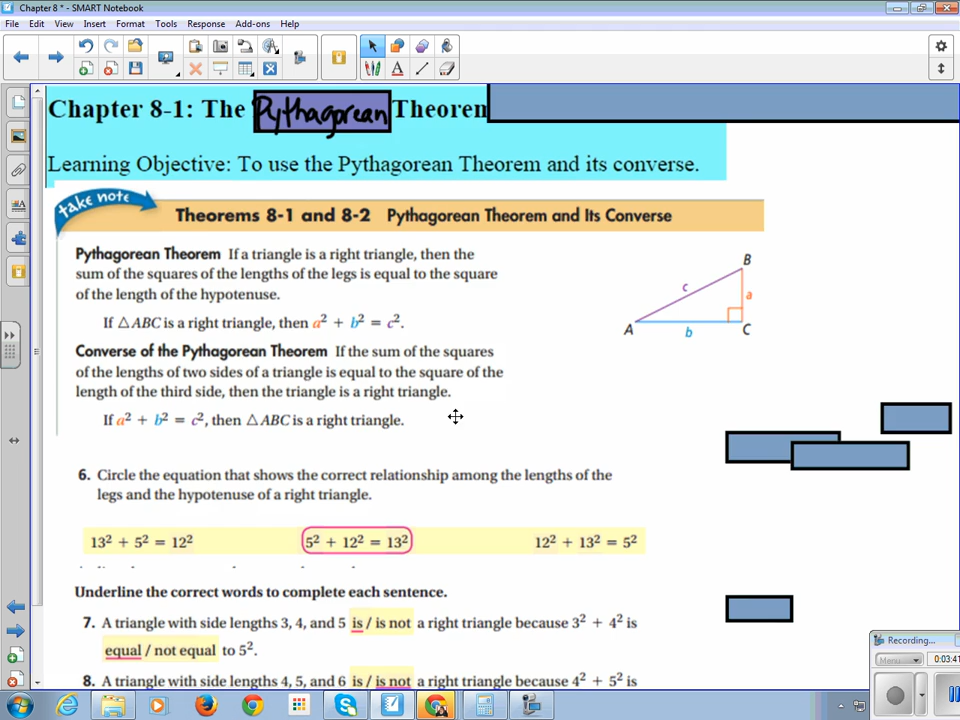 Chapter 8 * - SMART Notebook
File Edit View Insert Format Tools Response Add-ons Help
Chapter 8-1: The Pythagorean Theorem
Learning Objective: To use the Pythagorean Theorem and its converse.
take note
Theorems 8-1 and 8-2 Pythagorean Theorem and Its Converse
Pythagorean Theorem If a triangle is a right triangle, then the
sum of the squares of the lengths of the legs is equal to the square
of the length of the hypotenuse.
If △ABC is a right triangle, then a² + b² = c².
B
c
a
A
b
C
Converse of the Pythagorean Theorem If the sum of the squares
of the lengths of two sides of a triangle is equal to the square of the
length of the third side, then the triangle is a right triangle.
If a² + b² = c², then △ABC is a right triangle.
6. Circle the equation that shows the correct relationship among the lengths of the
legs and the hypotenuse of a right triangle.
13² + 5² = 12² 5² + 12² = 13² 12² + 13² = 5²
Underline the correct words to complete each sentence.
7. A triangle with side lengths 3, 4, and 5 is / is not a right triangle because 3² + 4² is
equal / not equal to 5².
8. A triangle with side lengths 4, 5, and 6 is / is not a right triangle because 4² + 5² is
Recording...
Menu
0:03:41